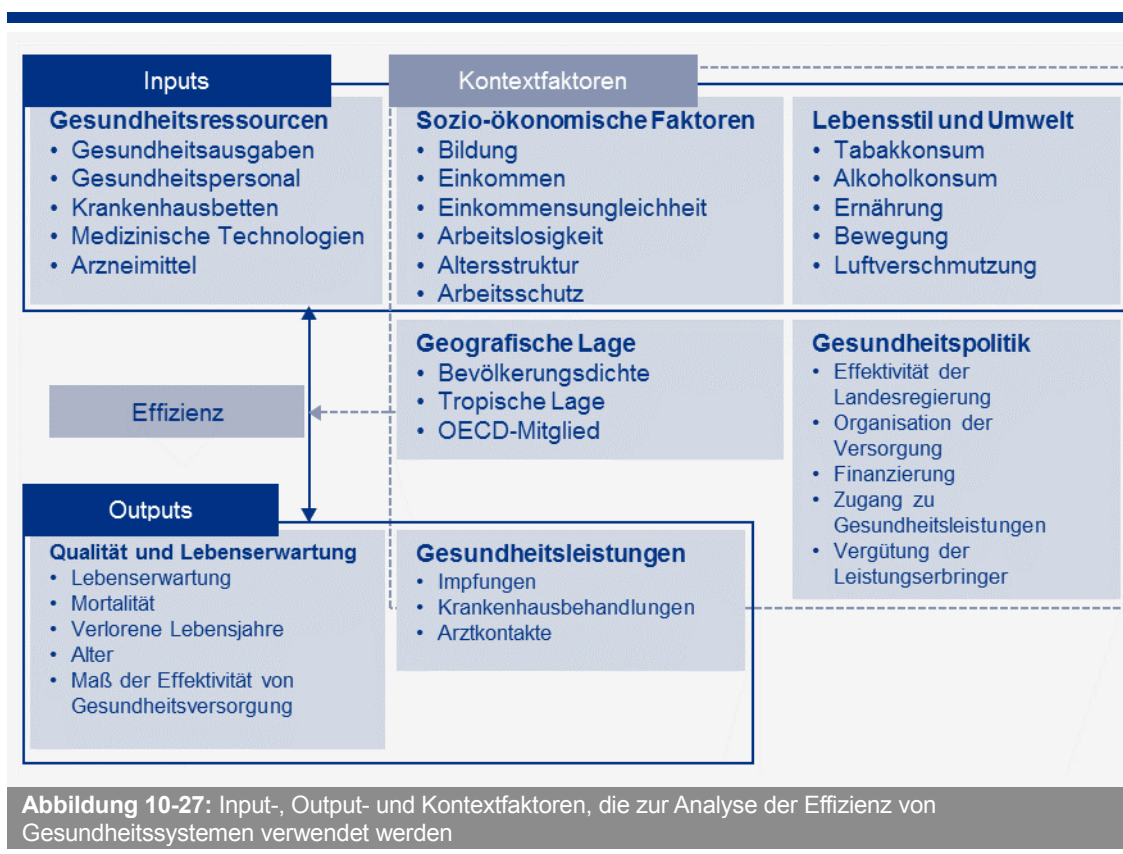 Inputs
Gesundheitsressourcen
• Gesundheitsausgaben
• Gesundheitspersonal
• Krankenhausbetten
• Medizinische Technologien
• Arzneimittel
Kontextfaktoren
Sozio-ökonomische Faktoren
• Bildung
• Einkommen
• Einkommensungleichheit
• Arbeitslosigkeit
• Altersstruktur
• Arbeitsschutz
Lebensstil und Umwelt
• Tabakkonsum
• Alkoholkonsum
• Ernährung
• Bewegung
• Luftverschmutzung
Geografische Lage
• Bevölkerungsdichte
• Tropische Lage
• OECD-Mitglied
Gesundheitspolitik
• Effektivität der
Landesregierung
• Organisation der
Versorgung
• Finanzierung
• Zugang zu
Gesundheitsleistungen
• Vergütung der
Leistungserbringer
Effizienz
Outputs
Qualität und Lebenserwartung
• Lebenserwartung
• Mortalität
• Verlorene Lebensjahre
• Alter
• Maß der Effektivität von
Gesundheitsversorgung
Gesundheitsleistungen
• Impfungen
• Krankenhausbehandlungen
• Arztkontakte
Abbildung 10-27: Input-, Output- und Kontextfaktoren, die zur Analyse der Effizienz von
Gesundheitssystemen verwendet werden